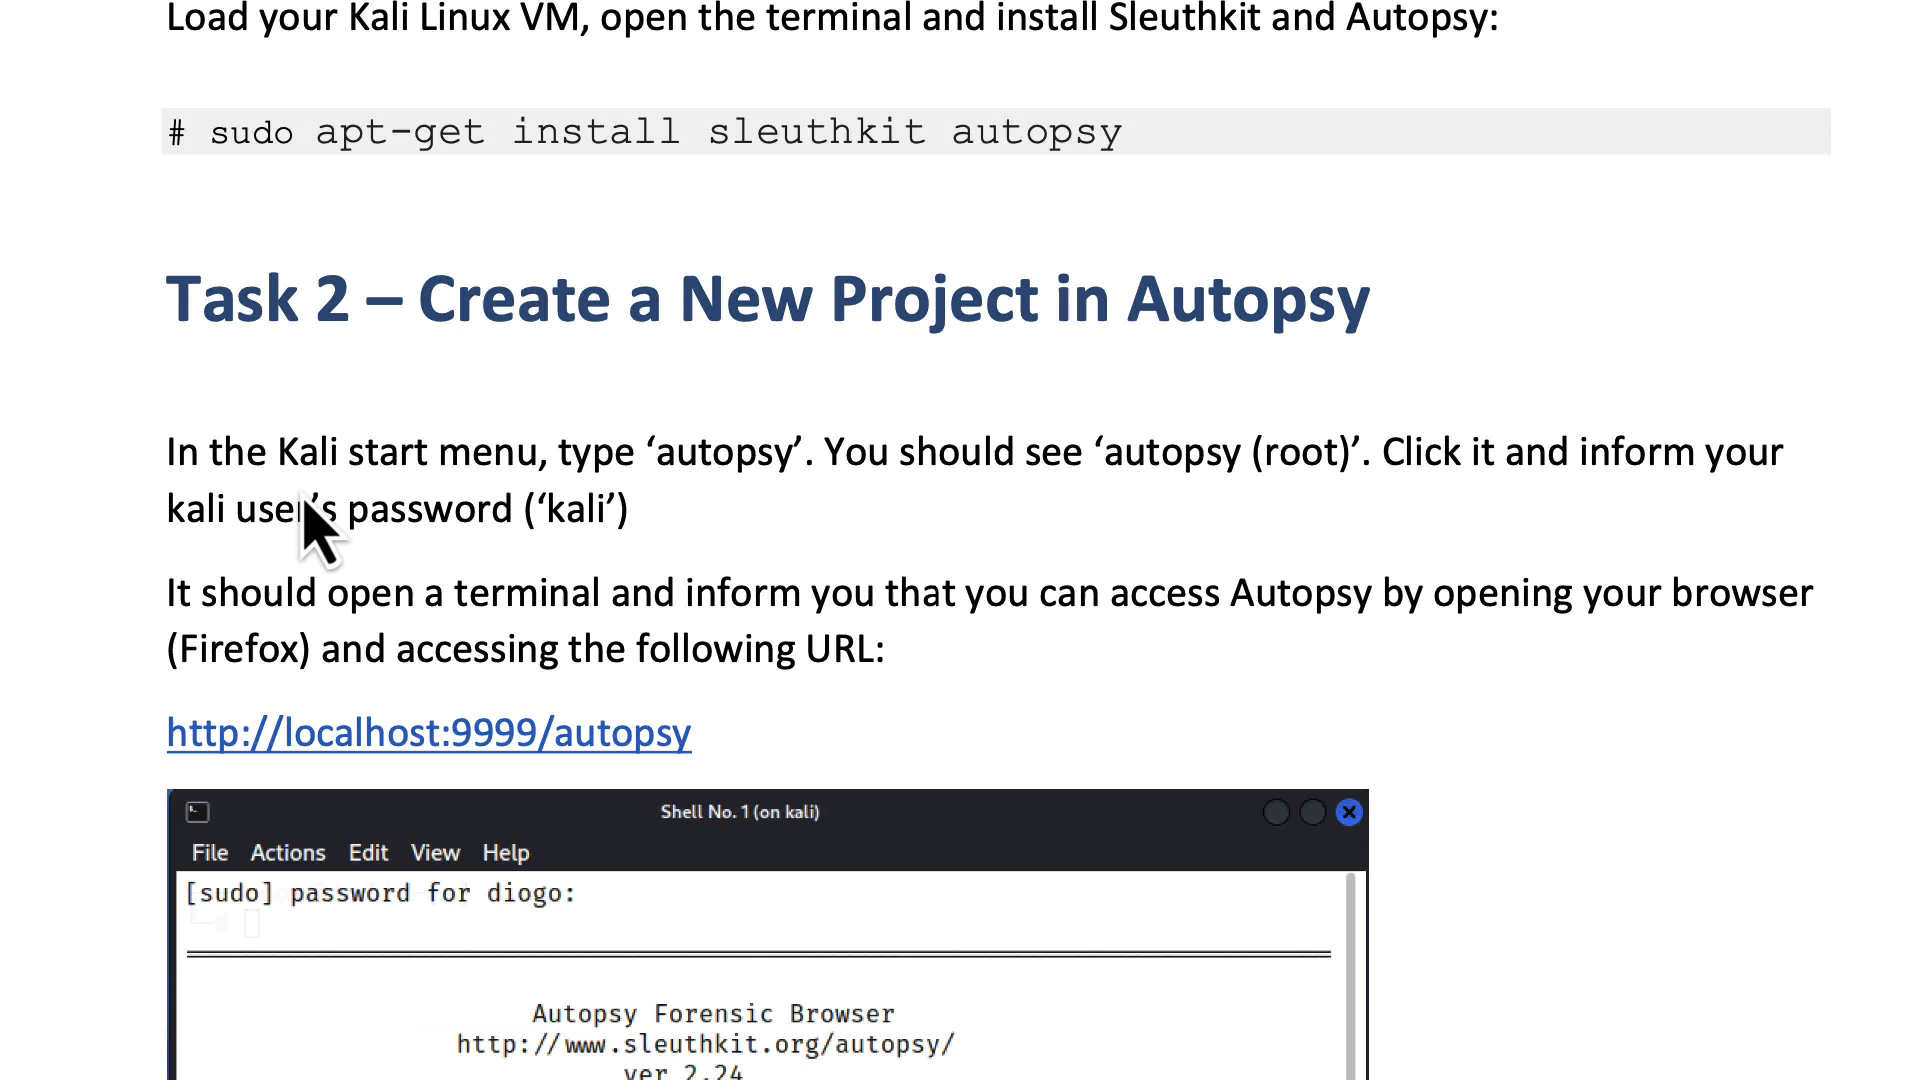 Load your Kali Linux VM, open the terminal and install Sleuthkit and Autopsy:
# sudo apt-get install sleuthkit autopsy
Task 2 – Create a New Project in Autopsy
In the Kali start menu, type ‘autopsy’. You should see ‘autopsy (root)’. Click it and inform your
kali user’s password (‘kali’)
It should open a terminal and inform you that you can access Autopsy by opening your browser
(Firefox) and accessing the following URL:
http://localhost:9999/autopsy
Shell No. 1 (on kali)
File Actions Edit View Help
[sudo] password for diogo:
Autopsy Forensic Browser
http://www.sleuthkit.org/autopsy/
ver 2.24